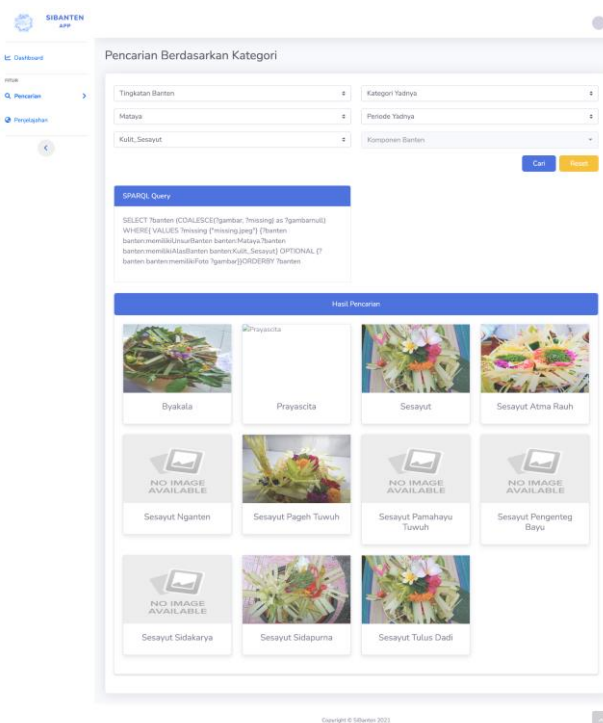 SIBANTEN
APP
Dashboard
FITUR
Pencarian
Penjelajahan
Pencarian Berdasarkan Kategori
Tingkatan Banten
Kategori Yadnya
Mataya
Periode Yadnya
Kulit_Sesayut
Komponen Banten
Cari
Reset
SPARQL Query
SELECT ?banten (COALESCE(?gambar, ?missing) as ?gambarnull)
WHERE{ VALUES ?missing {"missing.jpeg"} {?banten
banten:memilikiUnsurBanten banten:Mataya.?banten
banten:memilikiAlasBanten banten:Kulit_Sesayut} OPTIONAL {?
banten banten:memilikiFoto ?gambar}}ORDERBY ?banten
Hasil Pencarian
Prayascita
Byakala
Prayascita
Sesayut
Sesayut Atma Rauh
NO IMAGE
AVAILABLE
NO IMAGE
AVAILABLE
NO IMAGE
AVAILABLE
Sesayut Nganten
Sesayut Pageh Tuwuh
Sesayut Pamahayu
Tuwuh
Sesayut Pengenteg
Bayu
NO IMAGE
AVAILABLE
Sesayut Sidakarya
Sesayut Sidapurna
Sesayut Tulus Dadi
Copyright © SIBanten 2021